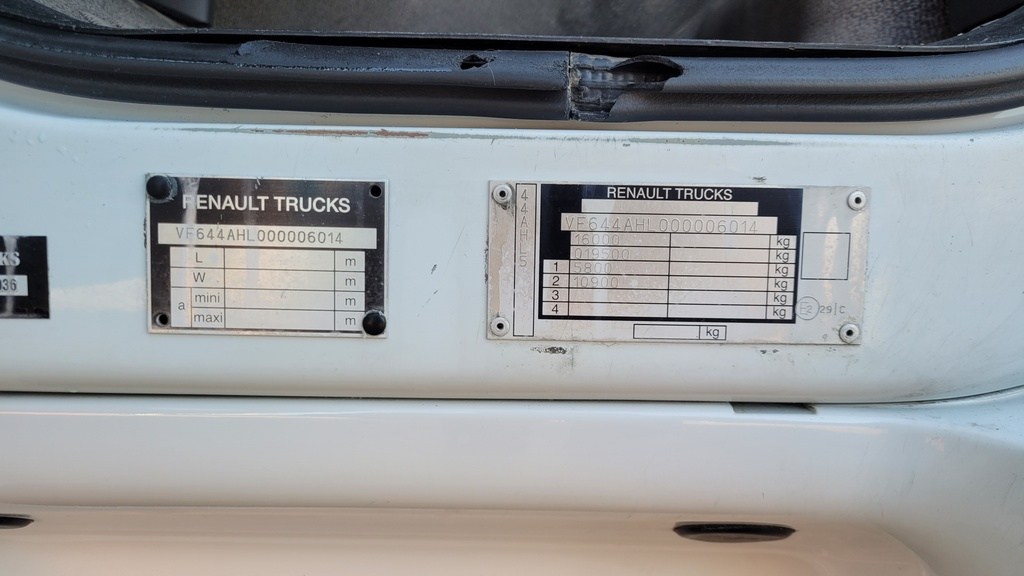 RENAULT TRUCKS
VF644AHL000006014
L m
W m
a mini m
maxi m
44AHL5
RENAULT TRUCKS
VF644AHL000006014
16000 kg
019500 kg
1 5800 kg
2 10900 kg
3 kg
4 kg
kg
29|C
KS
036